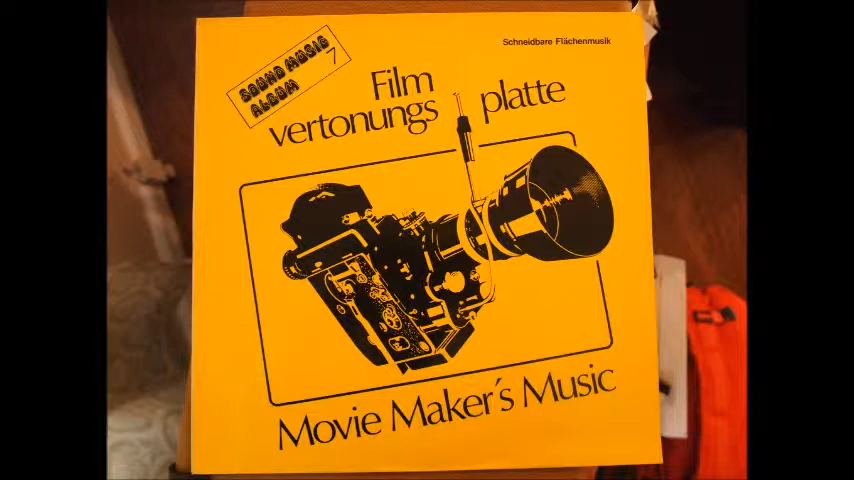 Schneidbare Flächenmusik
SOUND MUSIC
ALBUM 7
Film
vertonungs platte
Movie Maker's Music